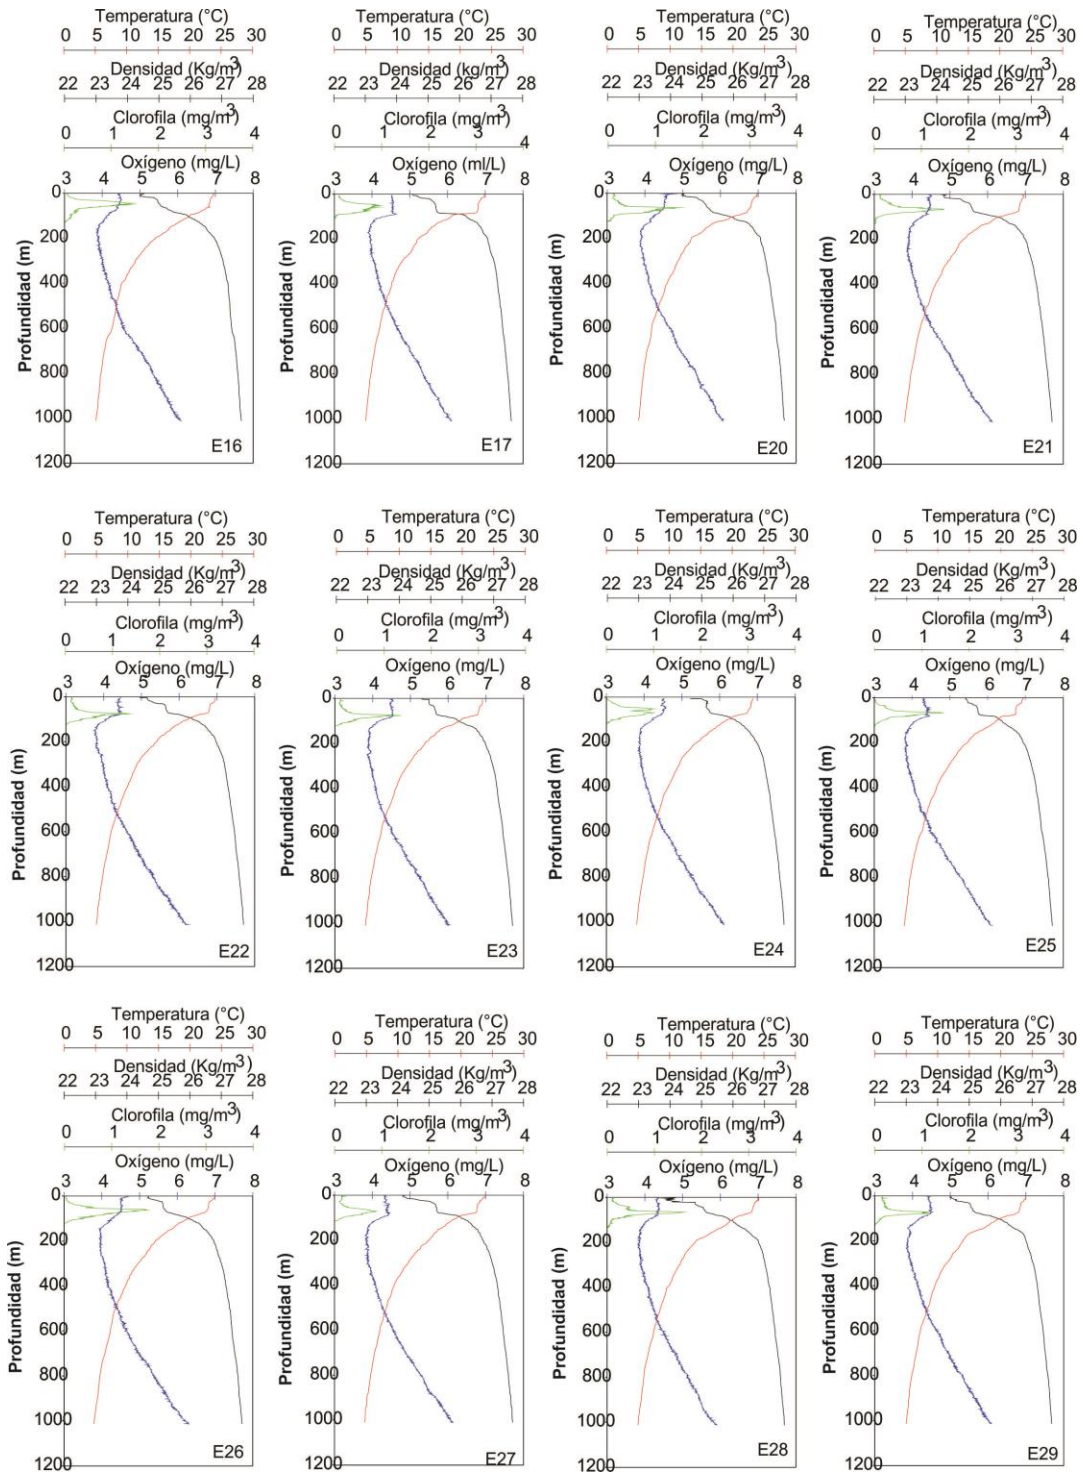 Temperatura (°C)
0 5 10 15 20 25 30
Densidad (Kg/m³)
22 23 24 25 26 27 28
Clorofila (mg/m³)
0 1 2 3 4
Oxígeno (mg/L)
3 4 5 6 7 8
Profundidad (m)
0
200
400
600
800
1000
1200
E16
Temperatura (°C)
0 5 10 15 20 25 30
Densidad (kg/m³)
22 23 24 25 26 27 28
Clorofila (mg/m³)
0 1 2 3 4
Oxígeno (ml/L)
3 4 5 6 7 8
Profundidad (m)
0
200
400
600
800
1000
1200
E17
Temperatura (°C)
0 5 10 15 20 25 30
Densidad (Kg/m³)
22 23 24 25 26 27 28
Clorofila (mg/m³)
0 1 2 3 4
Oxígeno (mg/L)
3 4 5 6 7 8
Profundidad (m)
0
200
400
600
800
1000
1200
E20
Temperatura (°C)
0 5 10 15 20 25 30
Densidad (Kg/m³)
22 23 24 25 26 27 28
Clorofila (mg/m³)
0 1 2 3 4
Oxígeno (mg/L)
3 4 5 6 7 8
Profundidad (m)
0
200
400
600
800
1000
1200
E21
Temperatura (°C)
0 5 10 15 20 25 30
Densidad (Kg/m³)
22 23 24 25 26 27 28
Clorofila (mg/m³)
0 1 2 3 4
Oxígeno (mg/L)
3 4 5 6 7 8
Profundidad (m)
0
200
400
600
800
1000
1200
E22
Temperatura (°C)
0 5 10 15 20 25 30
Densidad (Kg/m³)
22 23 24 25 26 27 28
Clorofila (mg/m³)
0 1 2 3 4
Oxígeno (mg/L)
3 4 5 6 7 8
Profundidad (m)
0
200
400
600
800
1000
1200
E23
Temperatura (°C)
0 5 10 15 20 25 30
Densidad (Kg/m³)
22 23 24 25 26 27 28
Clorofila (mg/m³)
0 1 2 3 4
Oxígeno (mg/L)
3 4 5 6 7 8
Profundidad (m)
0
200
400
600
800
1000
1200
E24
Temperatura (°C)
0 5 10 15 20 25 30
Densidad (Kg/m³)
22 23 24 25 26 27 28
Clorofila (mg/m³)
0 1 2 3 4
Oxígeno (mg/L)
3 4 5 6 7 8
Profundidad (m)
0
200
400
600
800
1000
1200
E25
Temperatura (°C)
0 5 10 15 20 25 30
Densidad (Kg/m³)
22 23 24 25 26 27 28
Clorofila (mg/m³)
0 1 2 3 4
Oxígeno (mg/L)
3 4 5 6 7 8
Profundidad (m)
0
200
400
600
800
1000
1200
E26
Temperatura (°C)
0 5 10 15 20 25 30
Densidad (Kg/m³)
22 23 24 25 26 27 28
Clorofila (mg/m³)
0 1 2 3 4
Oxígeno (mg/L)
3 4 5 6 7 8
Profundidad (m)
0
200
400
600
800
1000
1200
E27
Temperatura (°C)
0 5 10 15 20 25 30
Densidad (Kg/m³)
22 23 24 25 26 27 28
Clorofila (mg/m³)
0 1 2 3 4
Oxígeno (mg/L)
3 4 5 6 7 8
Profundidad (m)
0
200
400
600
800
1000
1200
E28
Temperatura (°C)
0 5 10 15 20 25 30
Densidad (Kg/m³)
22 23 24 25 26 27 28
Clorofila (mg/m³)
0 1 2 3 4
Oxígeno (mg/L)
3 4 5 6 7 8
Profundidad (m)
0
200
400
600
800
1000
1200
E29